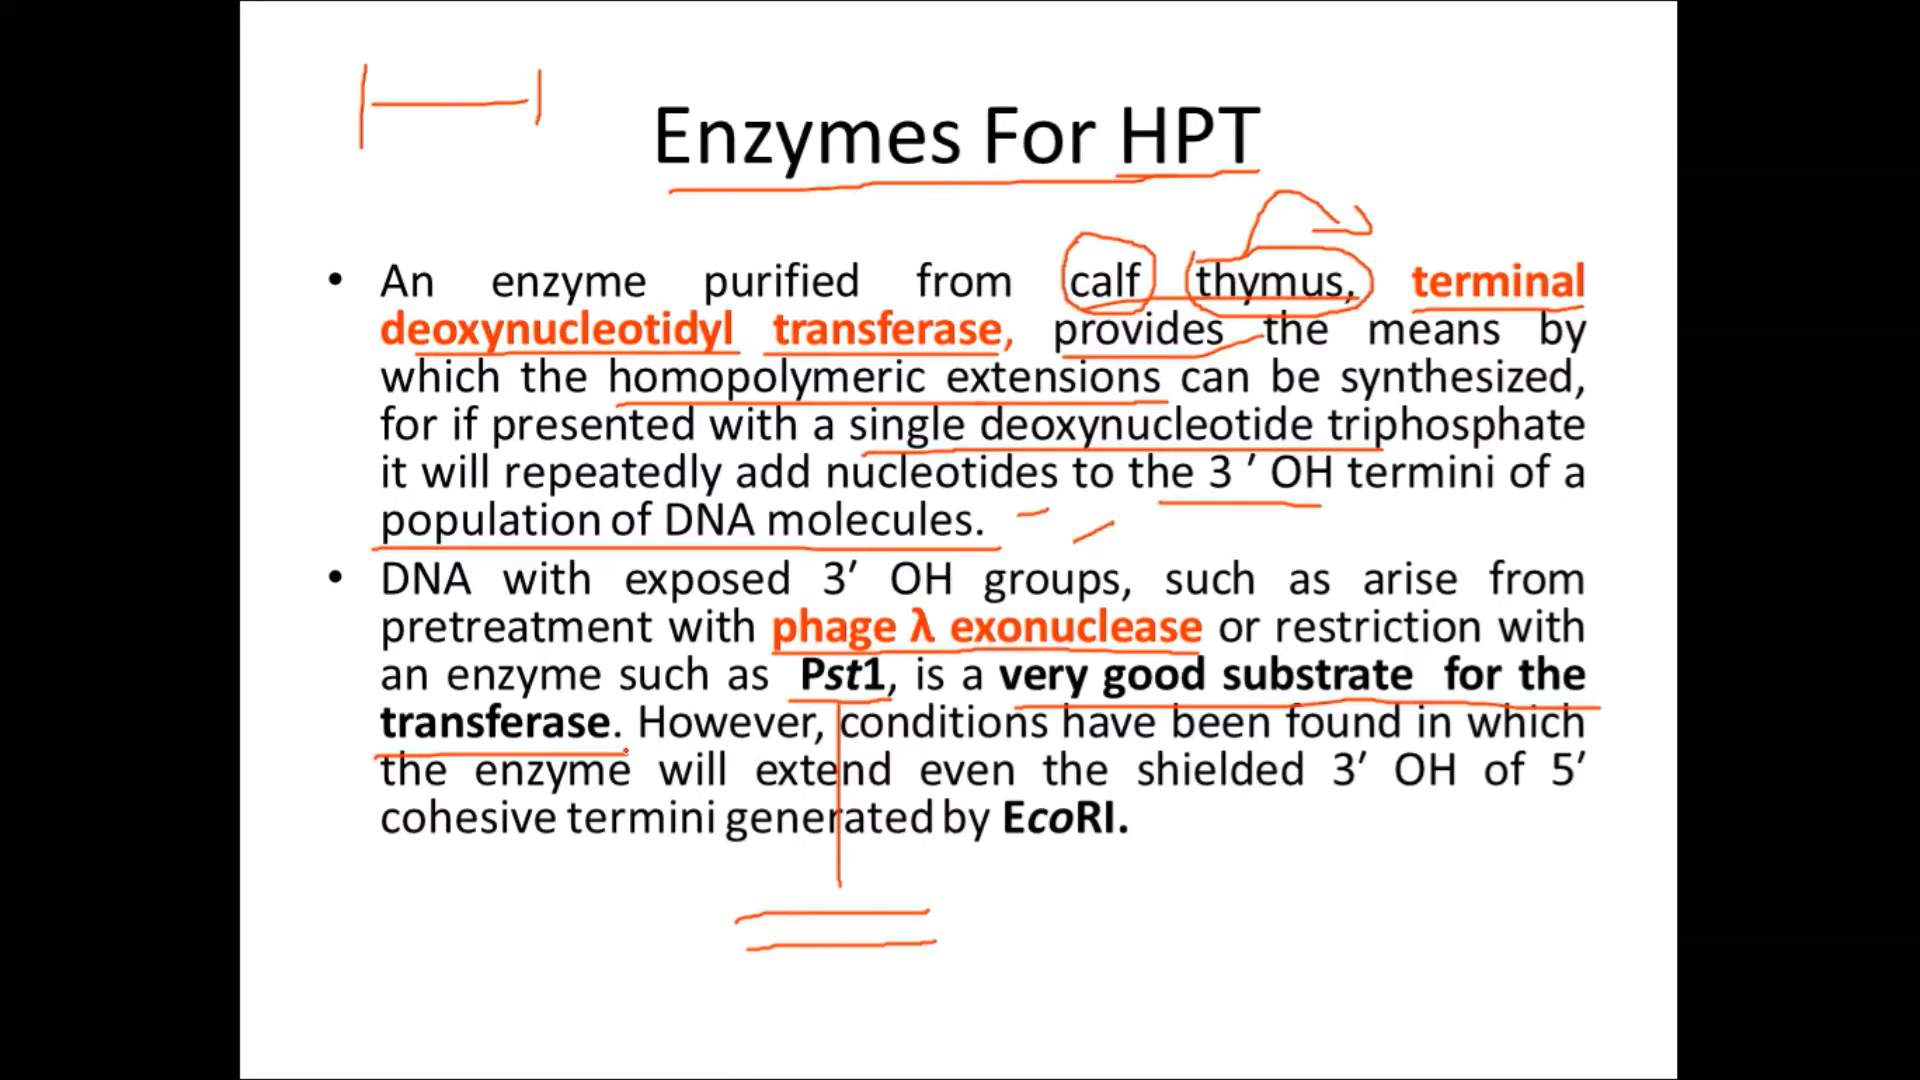 Enzymes For HPT
• An enzyme purified from calf thymus, terminal
deoxynucleotidyl transferase, provides the means by
which the homopolymeric extensions can be synthesized,
for if presented with a single deoxynucleotide triphosphate
it will repeatedly add nucleotides to the 3 ′ OH termini of a
population of DNA molecules.
• DNA with exposed 3′ OH groups, such as arise from
pretreatment with phage λ exonuclease or restriction with
an enzyme such as Pst1, is a very good substrate for the
transferase. However, conditions have been found in which
the enzyme will extend even the shielded 3′ OH of 5′
cohesive termini generated by EcoRI.